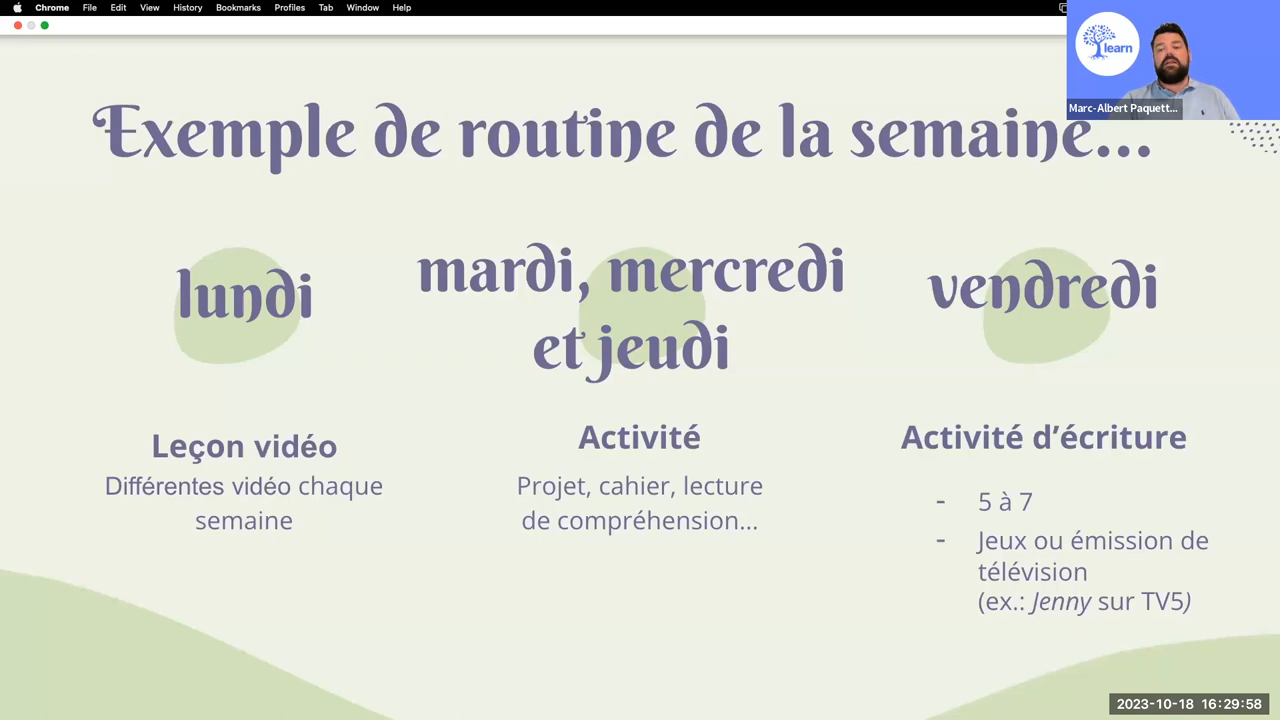 Chrome File Edit View History Bookmarks Profiles Tab Window Help
learn
Marc-Albert Paquett...
Exemple de routine de la semaine...
lundi
Leçon vidéo
Différentes vidéo chaque
semaine
mardi, mercredi
et jeudi
Activité
Projet, cahier, lecture
de compréhension...
vendredi
Activité d’écriture
- 5 à 7
- Jeux ou émission de
télévision
(ex.: Jenny sur TV5)
2023-10-18 16:29:58